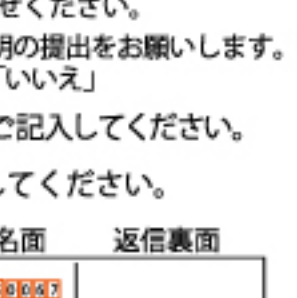 せください。
明の提出をお願いします。
「いいえ」
ご記入してください。
してください。
名面 返信裏面
0067